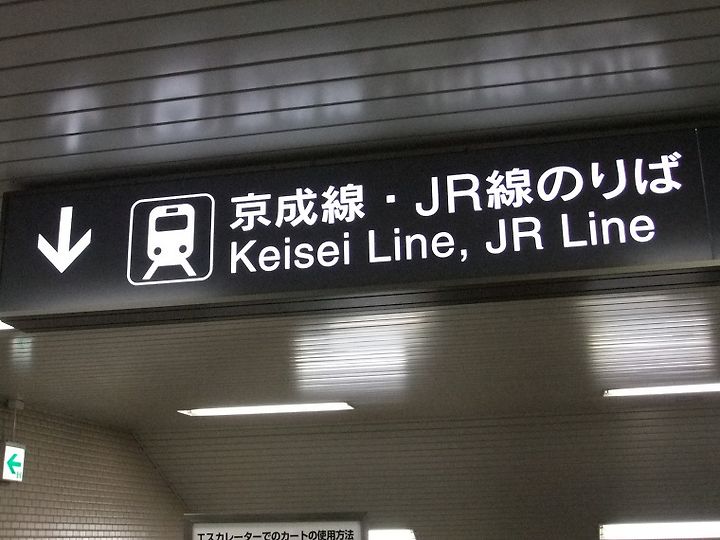 京成線・JR線のりば
Keisei Line, JR Line
エスカレーターでのカートの使用方法